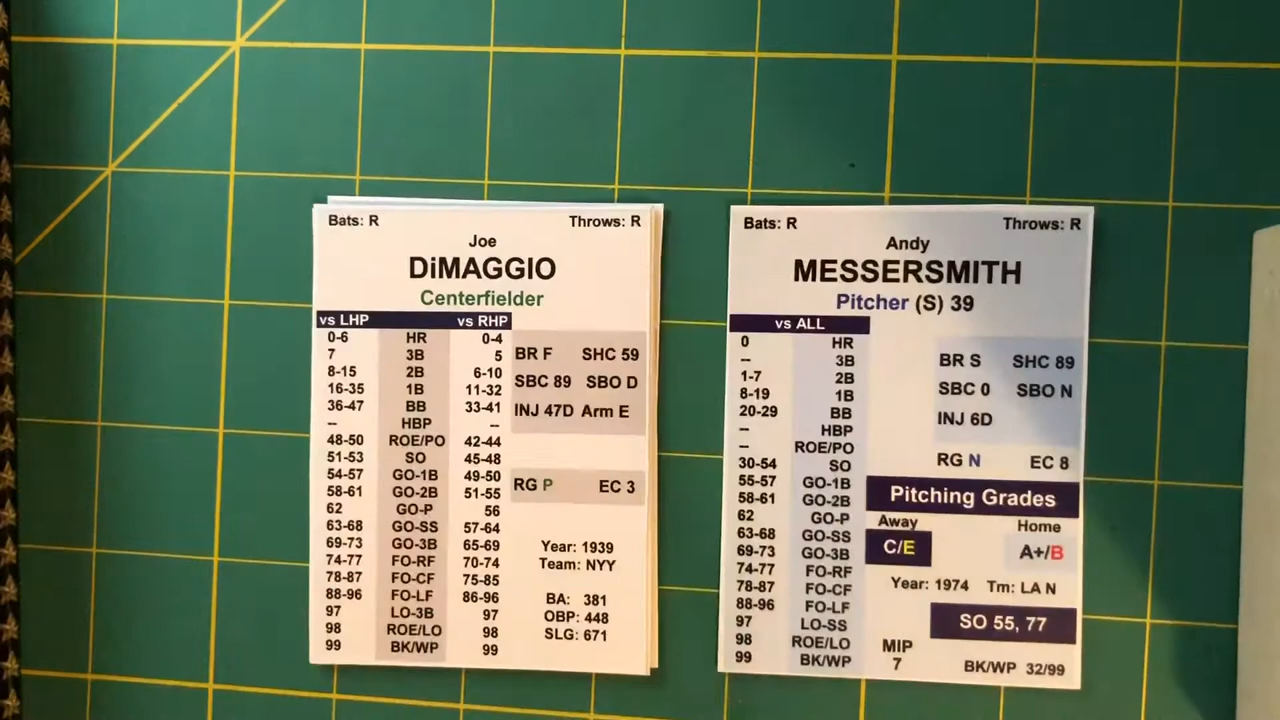 Bats: R Throws: R
Joe
DiMAGGIO
Centerfielder
vs LHP vs RHP
0-6 HR 0-4
7 3B 5
8-15 2B 6-10
16-35 1B 11-32
36-47 BB 33-41
-- HBP --
48-50 ROE/PO 42-44
51-53 SO 45-48
54-57 GO-1B 49-50
58-61 GO-2B 51-55
62 GO-P 56
63-68 GO-SS 57-64
69-73 GO-3B 65-69
74-77 FO-RF 70-74
78-87 FO-CF 75-85
88-96 FO-LF 86-96
97 LO-3B 97
98 ROE/LO 98
99 BK/WP 99
BR F SHC 59
SBC 89 SBO D
INJ 47D Arm E
RG P EC 3
Year: 1939
Team: NYY
BA: 381
OBP: 448
SLG: 671
Bats: R Throws: R
Andy
MESSERSMITH
Pitcher (S) 39
vs ALL
0 HR
-- 3B
1-7 2B
8-19 1B
20-29 BB
-- HBP
-- ROE/PO
30-54 SO
55-57 GO-1B
58-61 GO-2B
62 GO-P
63-68 GO-SS
69-73 GO-3B
74-77 FO-RF
78-87 FO-CF
88-96 FO-LF
97 LO-SS
98 ROE/LO
99 BK/WP
BR S SHC 89
SBC 0 SBO N
INJ 6D
RG N EC 8
Pitching Grades
Away Home
C/E A+/B
Year: 1974 Tm: LA N
SO 55, 77
MIP
7
BK/WP 32/99